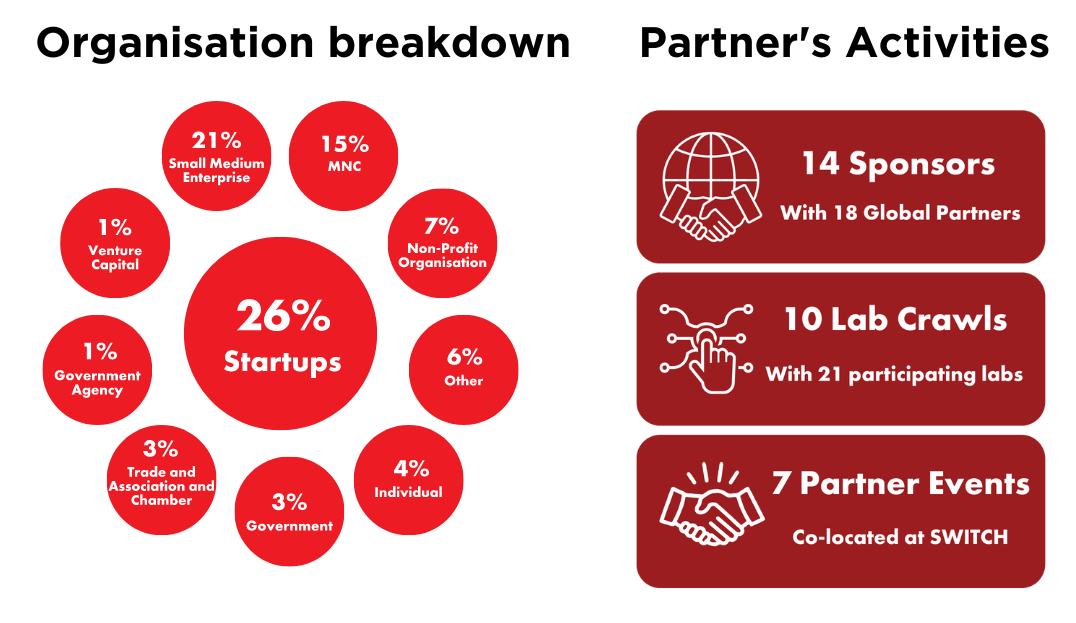 Organisation breakdown
21%
Small Medium
Enterprise
15%
MNC
1%
Venture
Capital
7%
Non-Profit
Organisation
26%
Startups
1%
Government
Agency
6%
Other
3%
Trade and
Association and
Chamber
3%
Government
4%
Individual
Partner's Activities
14 Sponsors
With 18 Global Partners
10 Lab Crawls
With 21 participating labs
7 Partner Events
Co-located at SWITCH